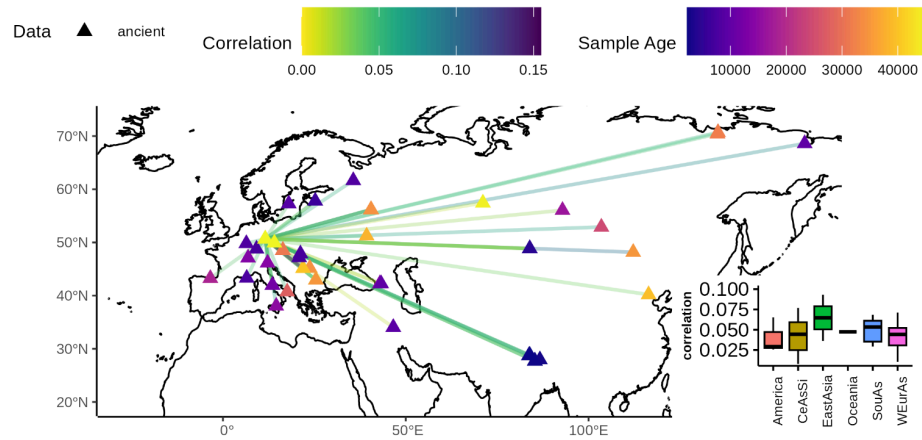 Data ancient
Correlation
0.00 0.05 0.10 0.15
Sample Age
10000 20000 30000 40000
70°N
60°N
50°N
40°N
30°N
20°N
0° 50°E 100°E
correlation
0.100
0.075
0.050
0.025
America
CeAsSi
EastAsia
Oceania
SouAs
WEurAs